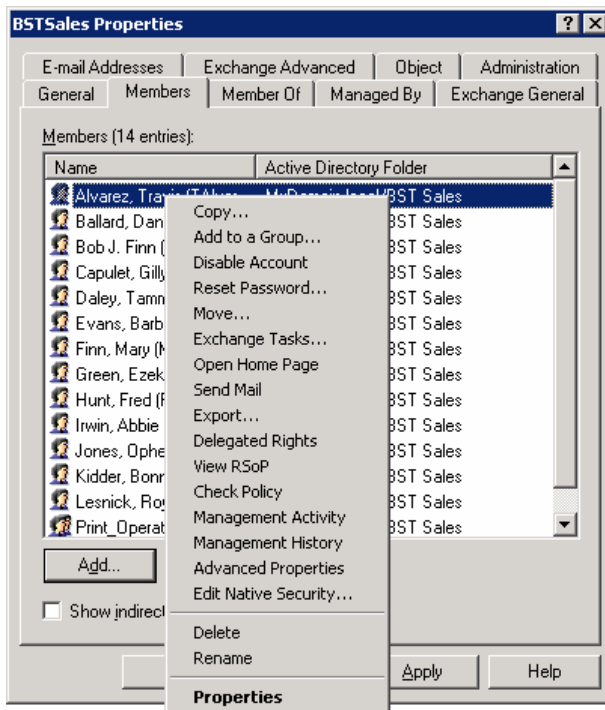 BSTSales Properties
E-mail Addresses Exchange Advanced Object Administration
General Members Member Of Managed By Exchange General
Members (14 entries):
Name Active Directory Folder
Alvarez, Travis (TAlvar MyDomain.local/BST Sales
Ballard, Dan BST Sales
Bob J. Finn ( BST Sales
Capulet, Gilly BST Sales
Daley, Tamm BST Sales
Evans, Barb BST Sales
Finn, Mary (M BST Sales
Green, Ezek BST Sales
Hunt, Fred (F BST Sales
Irwin, Abbie BST Sales
Jones, Ophe BST Sales
Kidder, Bonn BST Sales
Lesnick, Roy BST Sales
Print_Operat BST Sales
Copy...
Add to a Group...
Disable Account
Reset Password...
Move...
Exchange Tasks...
Open Home Page
Send Mail
Export...
Delegated Rights
View RSoP
Check Policy
Management Activity
Management History
Advanced Properties
Edit Native Security...
Delete
Rename
Properties
Add...
Show indirect
Apply Help